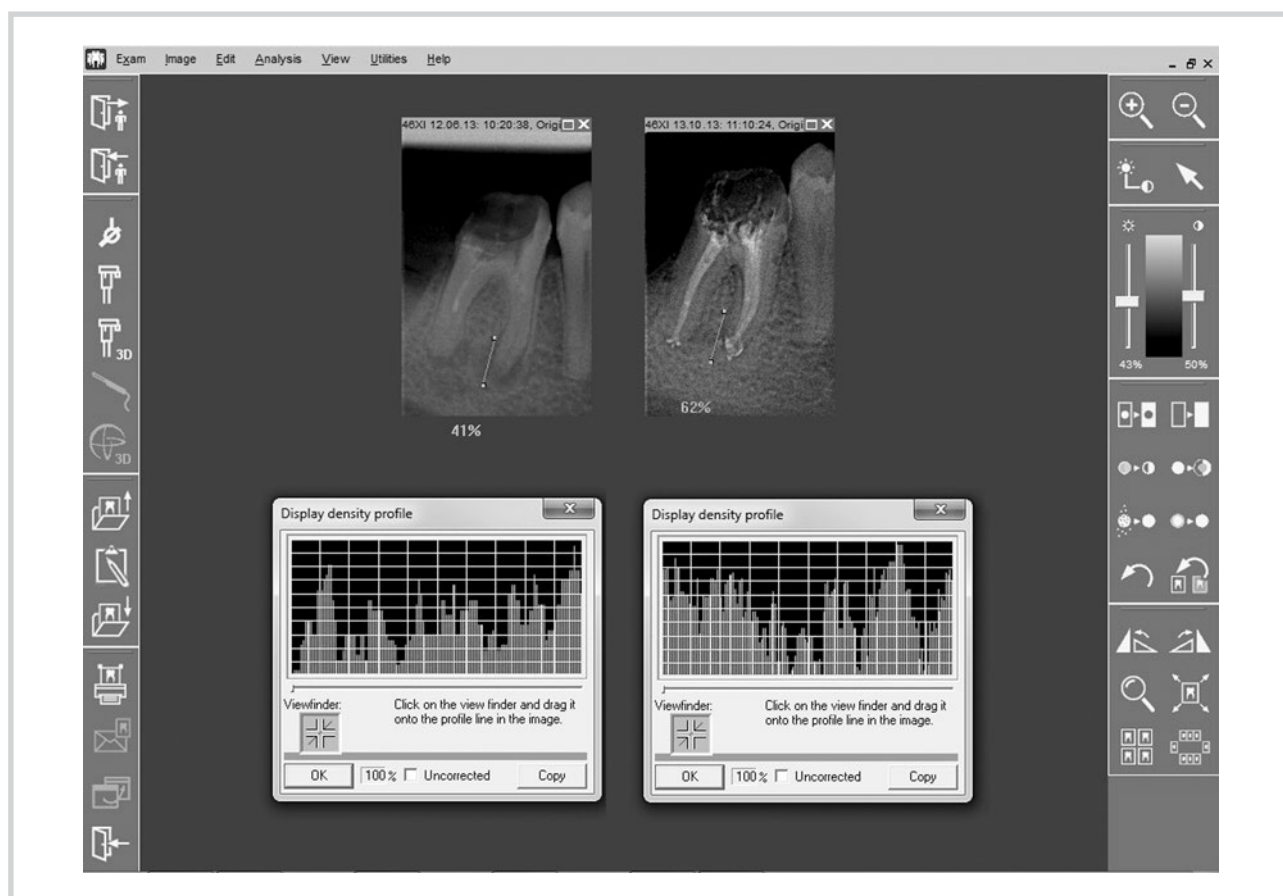 Exam Image Edit Analysis View Utilities Help
46XI 12.06.13: 10:20:38, Origi
46XI 13.10.13: 11:10:24, Origi
3D
3D
43% 50%
41%
62%
Display density profile
Viewfinder:
Click on the view finder and drag it
onto the profile line in the image.
OK 100 % Uncorrected Copy
Display density profile
Viewfinder:
Click on the view finder and drag it
onto the profile line in the image.
OK 100 % Uncorrected Copy